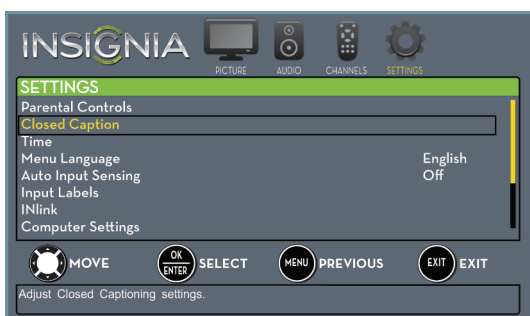 INSIGNIA
PICTURE AUDIO CHANNELS SETTINGS
SETTINGS
Parental Controls
Closed Caption
Time
Menu Language English
Auto Input Sensing Off
Input Labels
INlink
Computer Settings
MOVE OK ENTER SELECT MENU PREVIOUS EXIT EXIT
Adjust Closed Captioning settings.